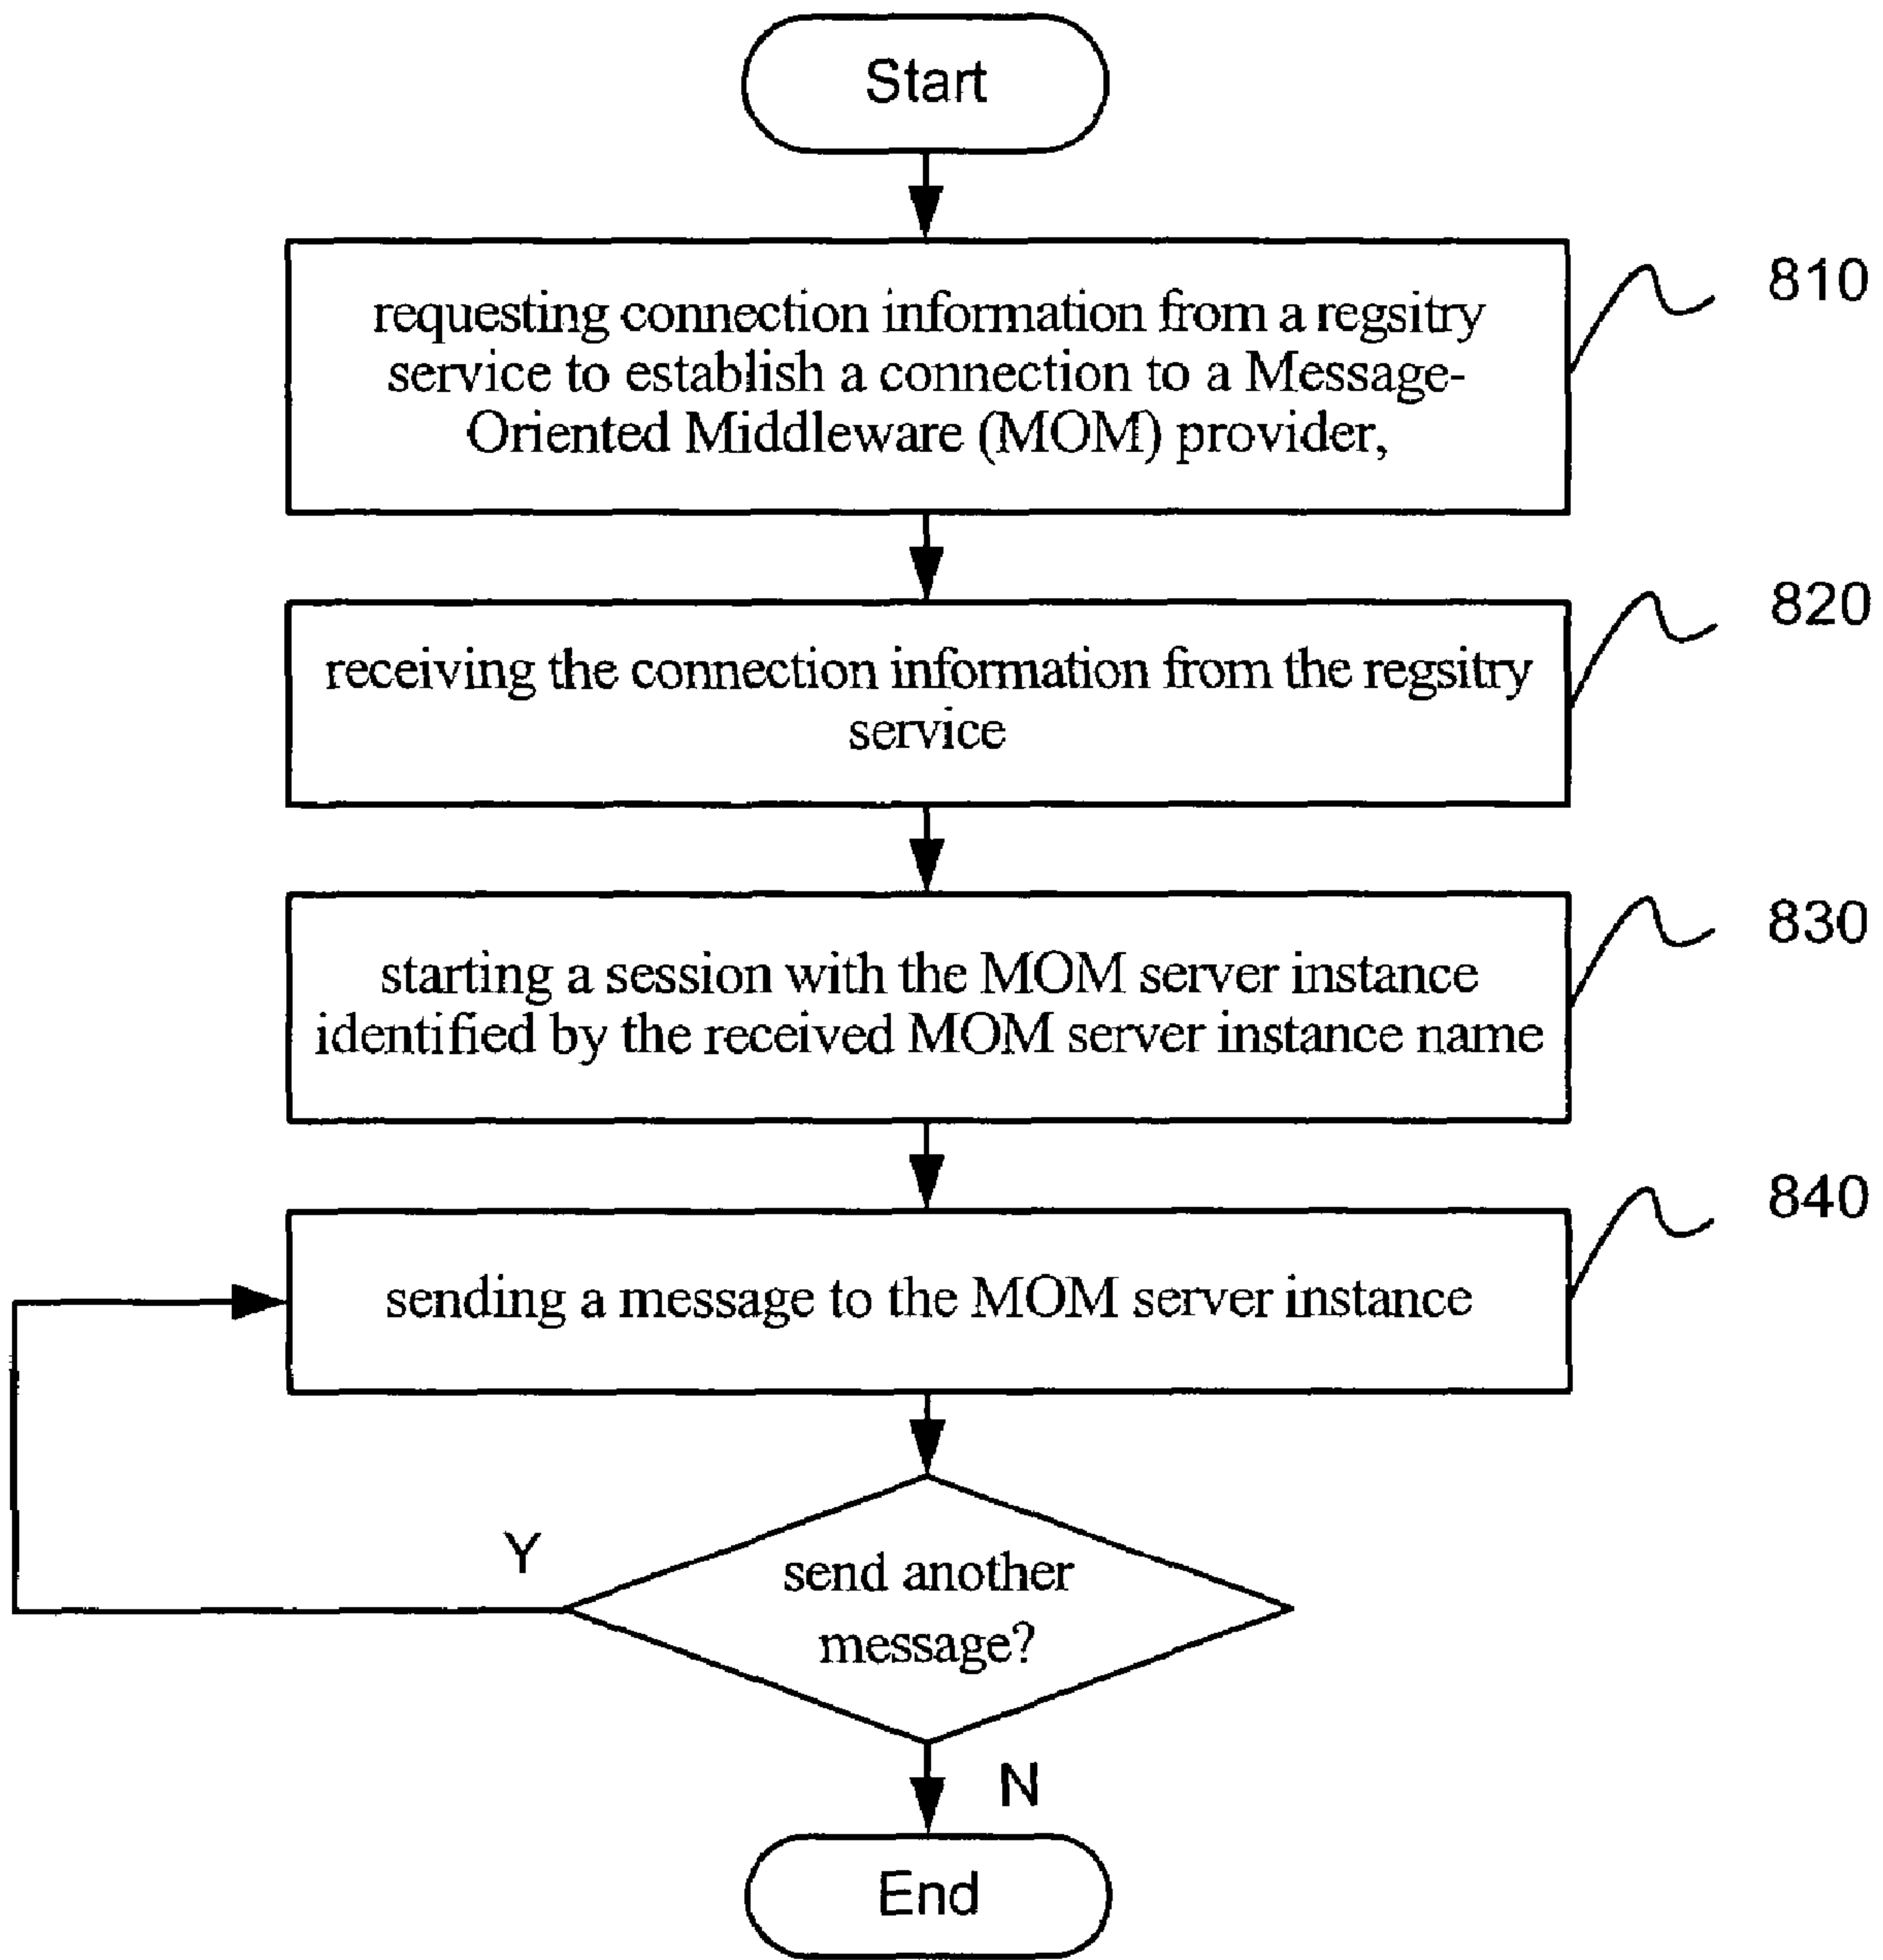 Start
requesting connection information from a regsitry
service to establish a connection to a Message-
Oriented Middleware (MOM) provider,
810
receiving the connection information from the regsitry
service
820
starting a session with the MOM server instance
identified by the received MOM server instance name
830
sending a message to the MOM server instance
840
send another
message?
Y
N
End